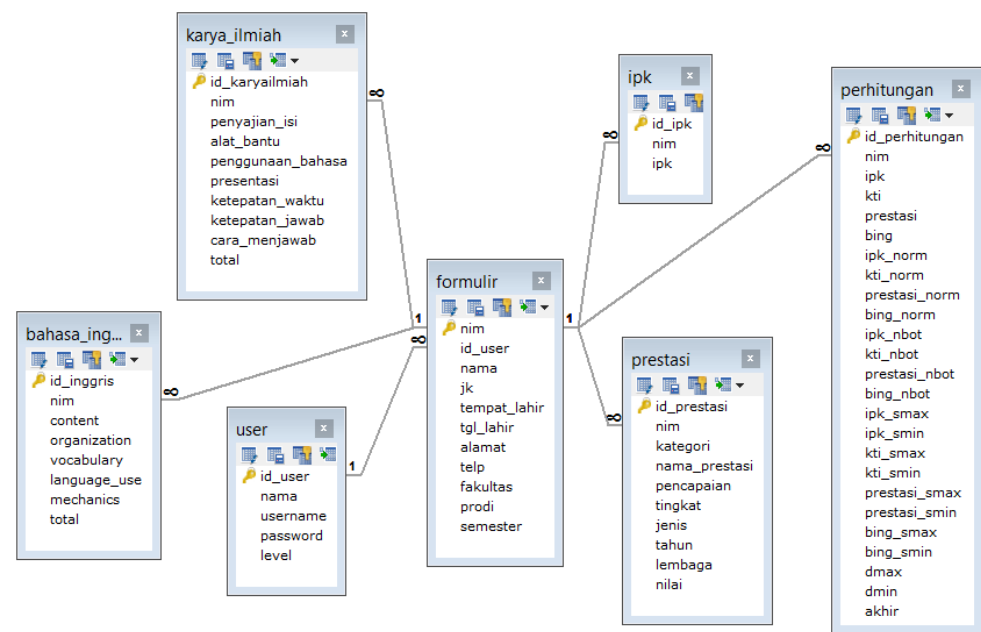 karya_ilmiah
id_karyailmiah
nim
penyajian_isi
alat_bantu
penggunaan_bahasa
presentasi
ketepatan_waktu
ketepatan_jawab
cara_menjawab
total
bahasa_ing...
id_inggris
nim
content
organization
vocabulary
language_use
mechanics
total
user
id_user
nama
username
password
level
formulir
nim
id_user
nama
jk
tempat_lahir
tgl_lahir
alamat
telp
fakultas
prodi
semester
ipk
id_ipk
nim
ipk
prestasi
id_prestasi
nim
kategori
nama_prestasi
pencapaian
tingkat
jenis
tahun
lembaga
nilai
perhitungan
id_perhitungan
nim
ipk
kti
prestasi
bing
ipk_norm
kti_norm
prestasi_norm
bing_norm
ipk_nbot
kti_nbot
prestasi_nbot
bing_nbot
ipk_smax
ipk_smin
kti_smax
kti_smin
prestasi_smax
prestasi_smin
bing_smax
bing_smin
dmax
dmin
akhir
∞
1
∞
∞
1
∞
1
∞
∞
∞